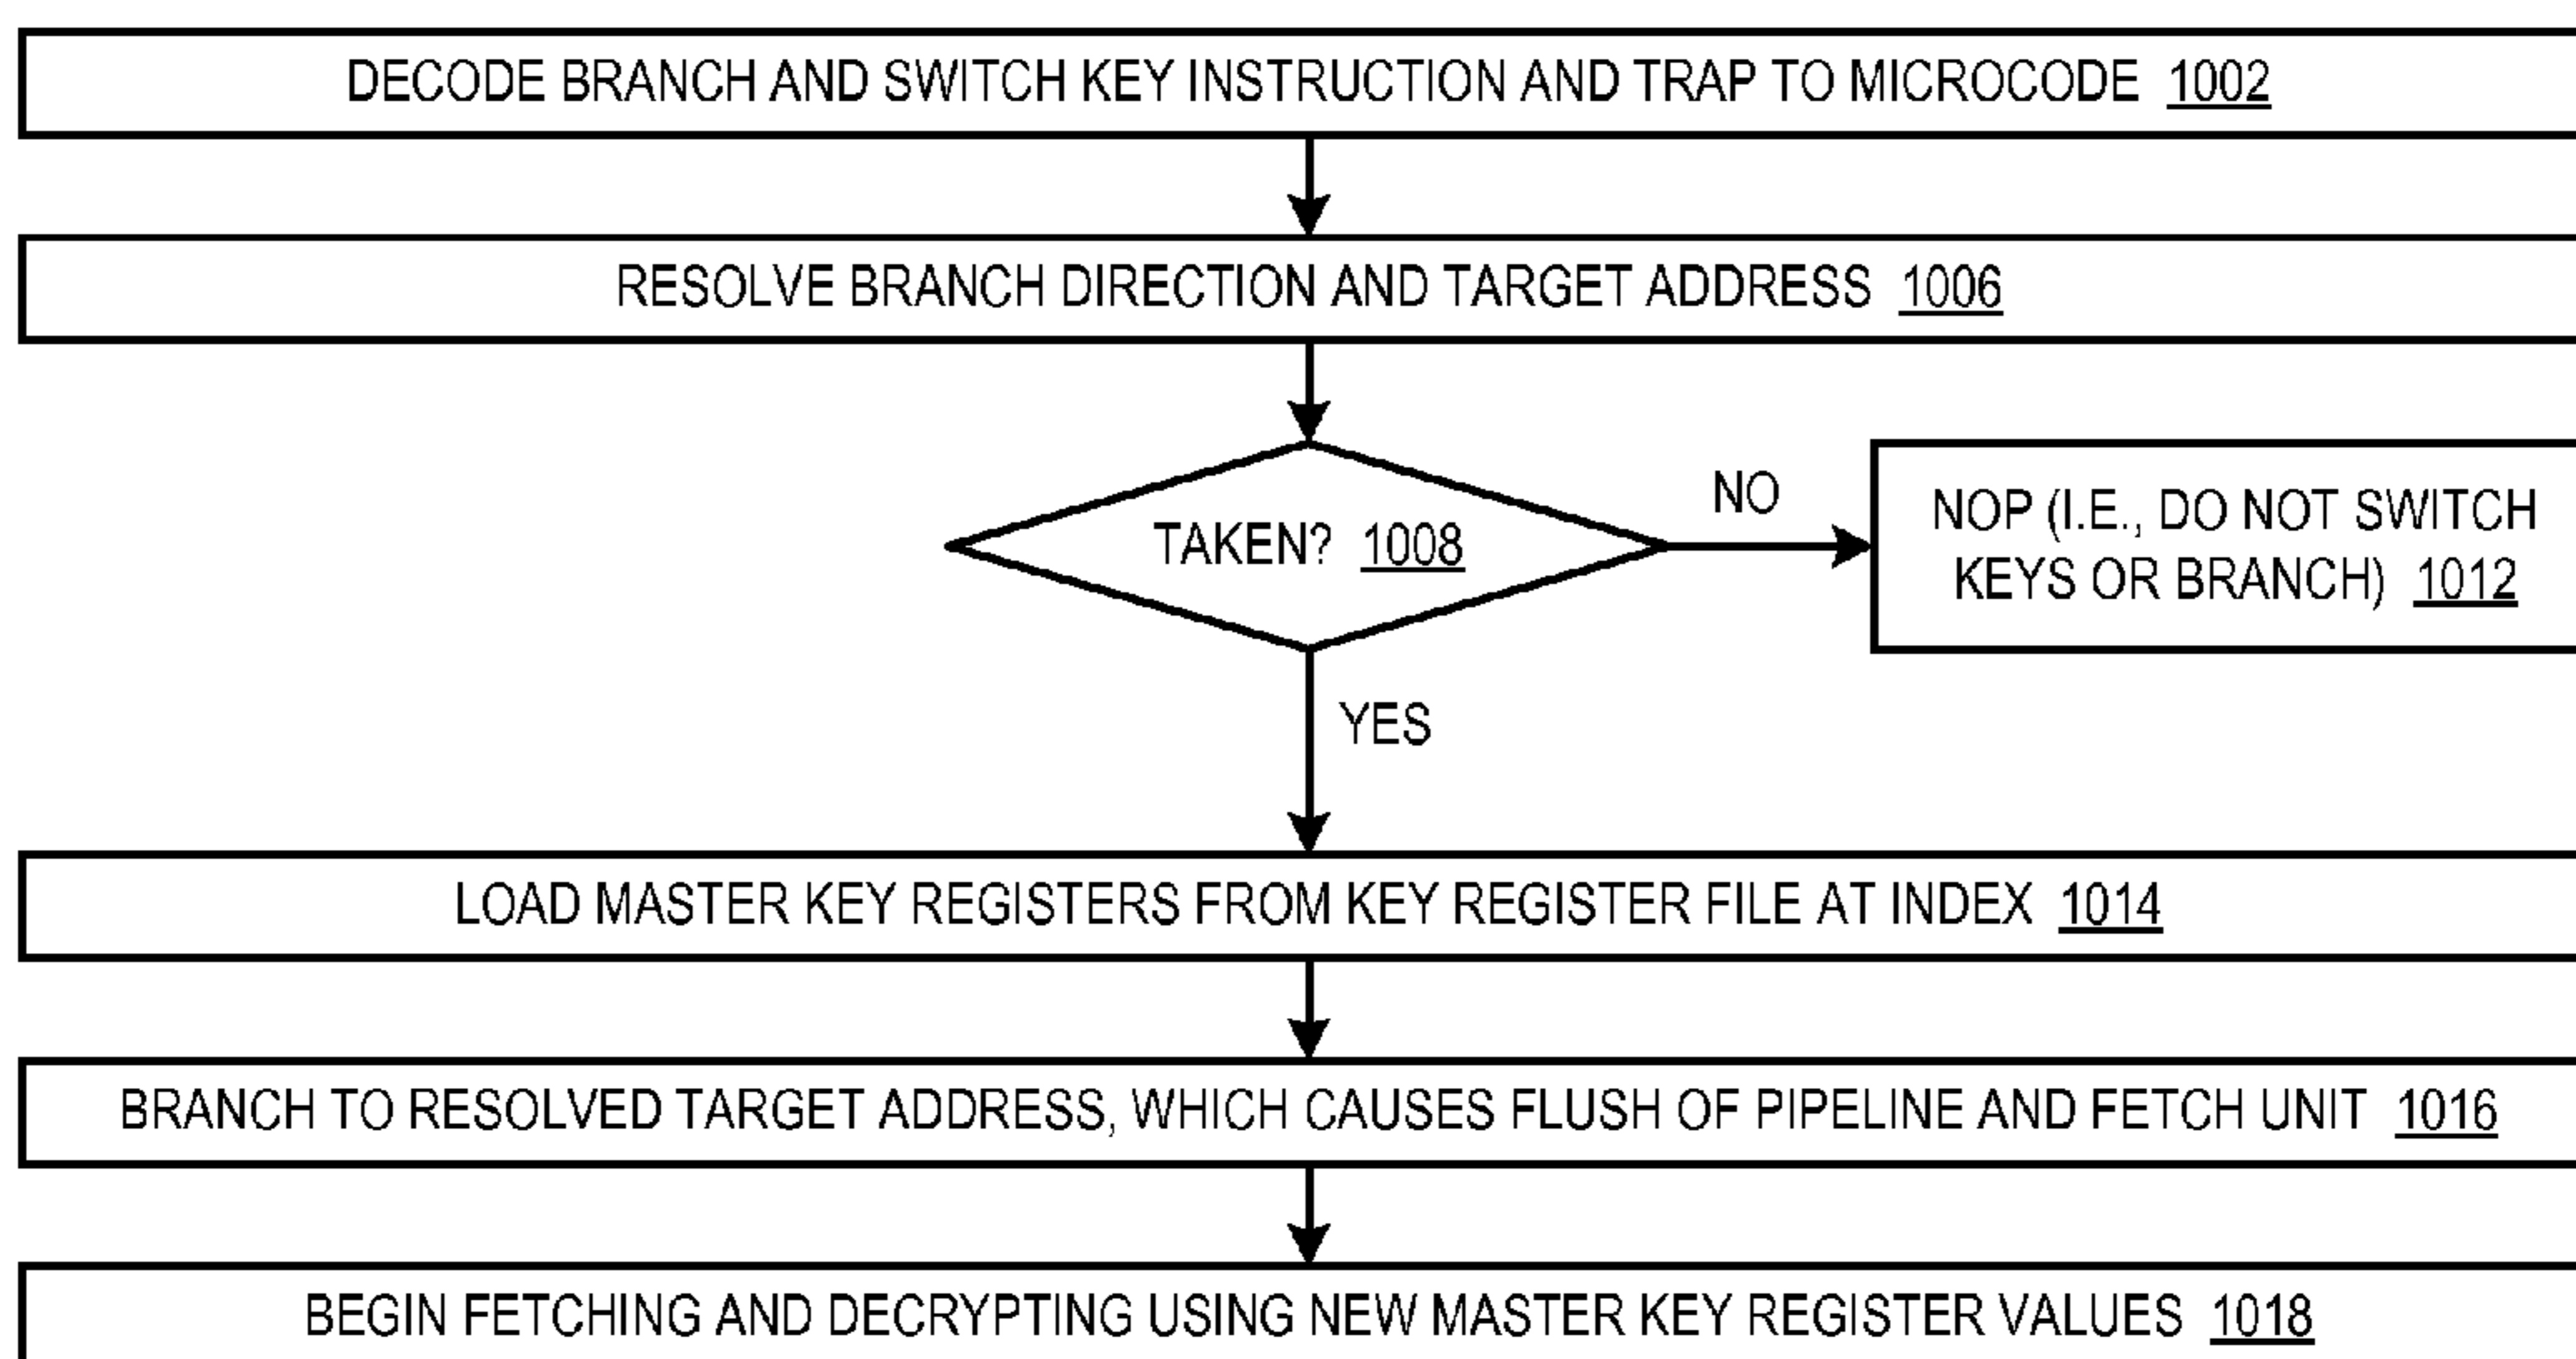 DECODE BRANCH AND SWITCH KEY INSTRUCTION AND TRAP TO MICROCODE 1002
RESOLVE BRANCH DIRECTION AND TARGET ADDRESS 1006
TAKEN? 1008
NO
NOP (I.E., DO NOT SWITCH
KEYS OR BRANCH) 1012
YES
LOAD MASTER KEY REGISTERS FROM KEY REGISTER FILE AT INDEX 1014
BRANCH TO RESOLVED TARGET ADDRESS, WHICH CAUSES FLUSH OF PIPELINE AND FETCH UNIT 1016
BEGIN FETCHING AND DECRYPTING USING NEW MASTER KEY REGISTER VALUES 1018